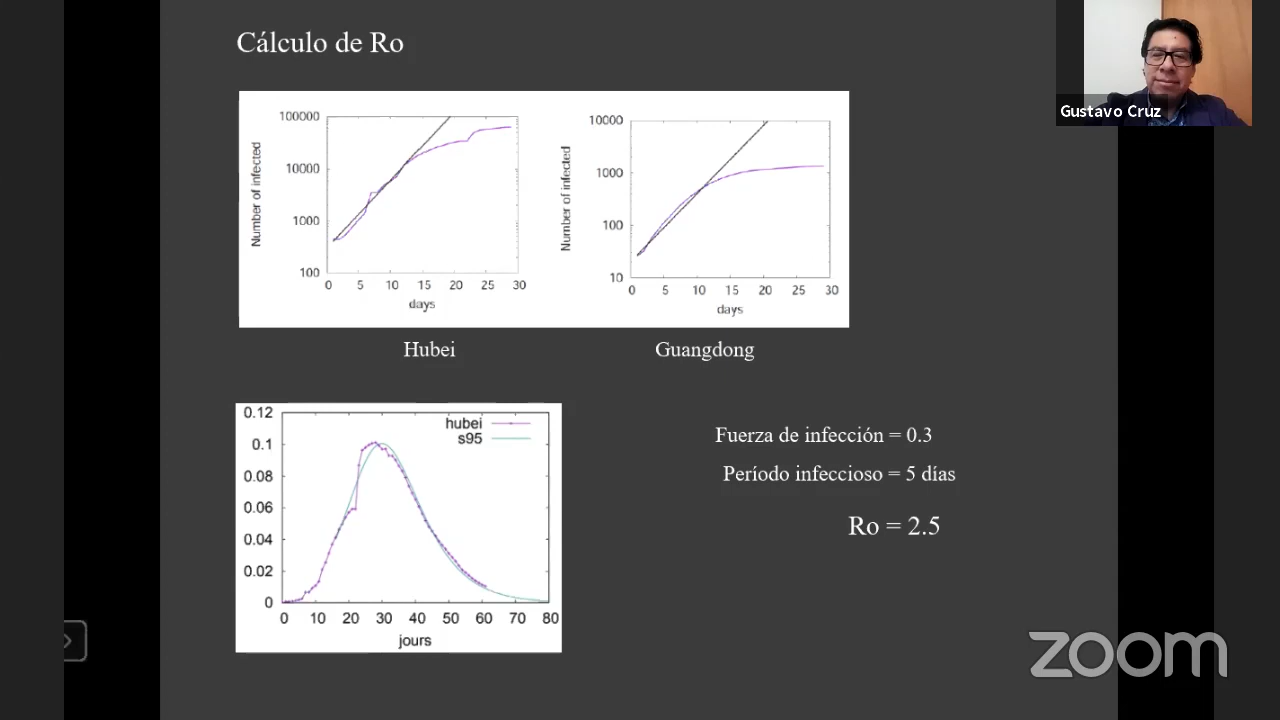 Cálculo de Ro
Gustavo Cruz
100000
10000
1000
100
Number of infected
0 5 10 15 20 25 30
days
10000
1000
100
10
Number of infected
0 5 10 15 20 25 30
days
Hubei
Guangdong
0.12
0.1
0.08
0.06
0.04
0.02
0
hubei
s95
0 10 20 30 40 50 60 70 80
jours
Fuerza de infección = 0.3
Período infeccioso = 5 días
Ro = 2.5
zoom